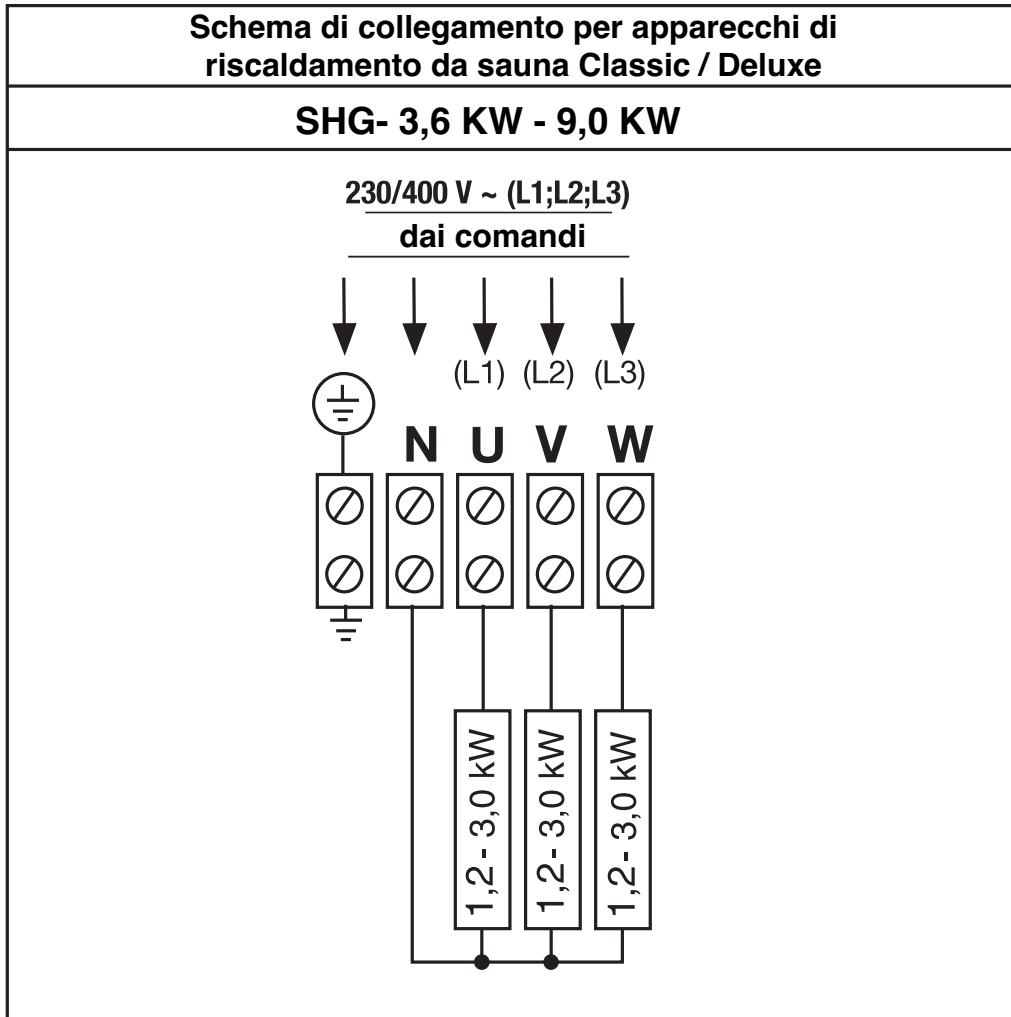 Schema di collegamento per apparecchi di
riscaldamento da sauna Classic / Deluxe
SHG- 3,6 KW - 9,0 KW
230/400 V ~ (L1;L2;L3)
dai comandi
(L1) (L2) (L3)
N U V W
1,2 - 3,0 kW
1,2 - 3,0 kW
1,2 - 3,0 kW